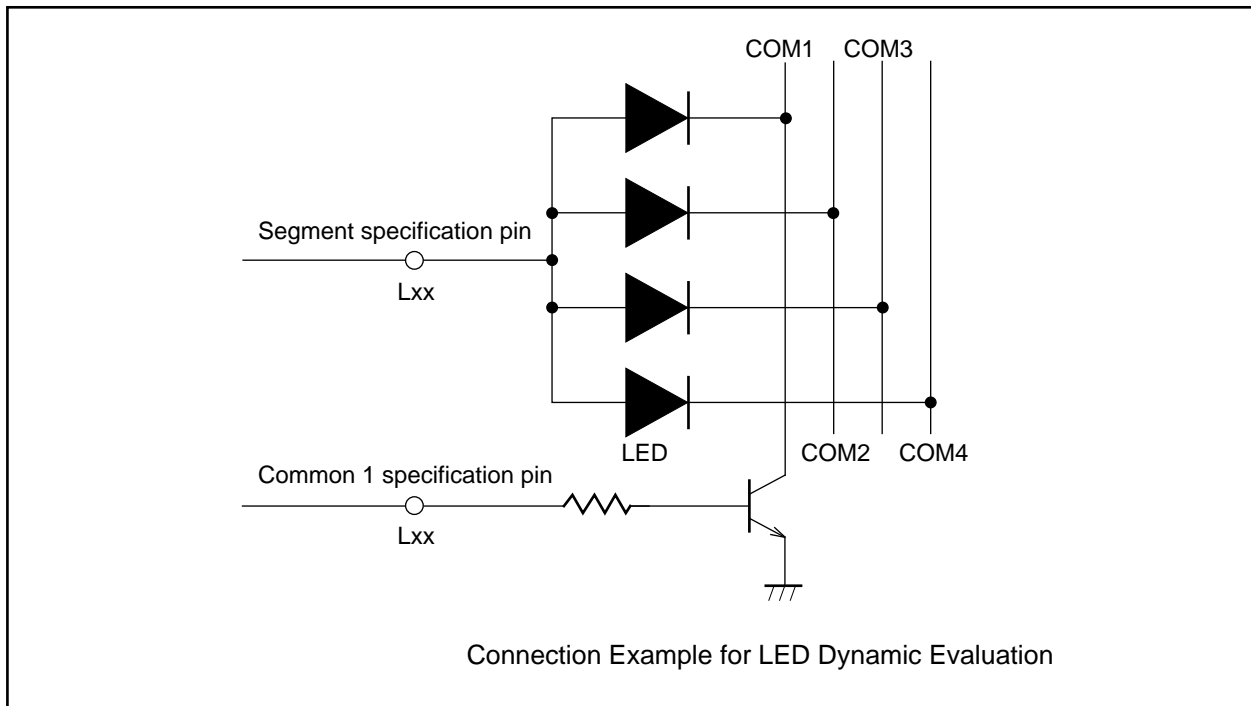 COM1
COM3
Segment specification pin
Lxx
LED
COM2
COM4
Common 1 specification pin
Lxx
Connection Example for LED Dynamic Evaluation